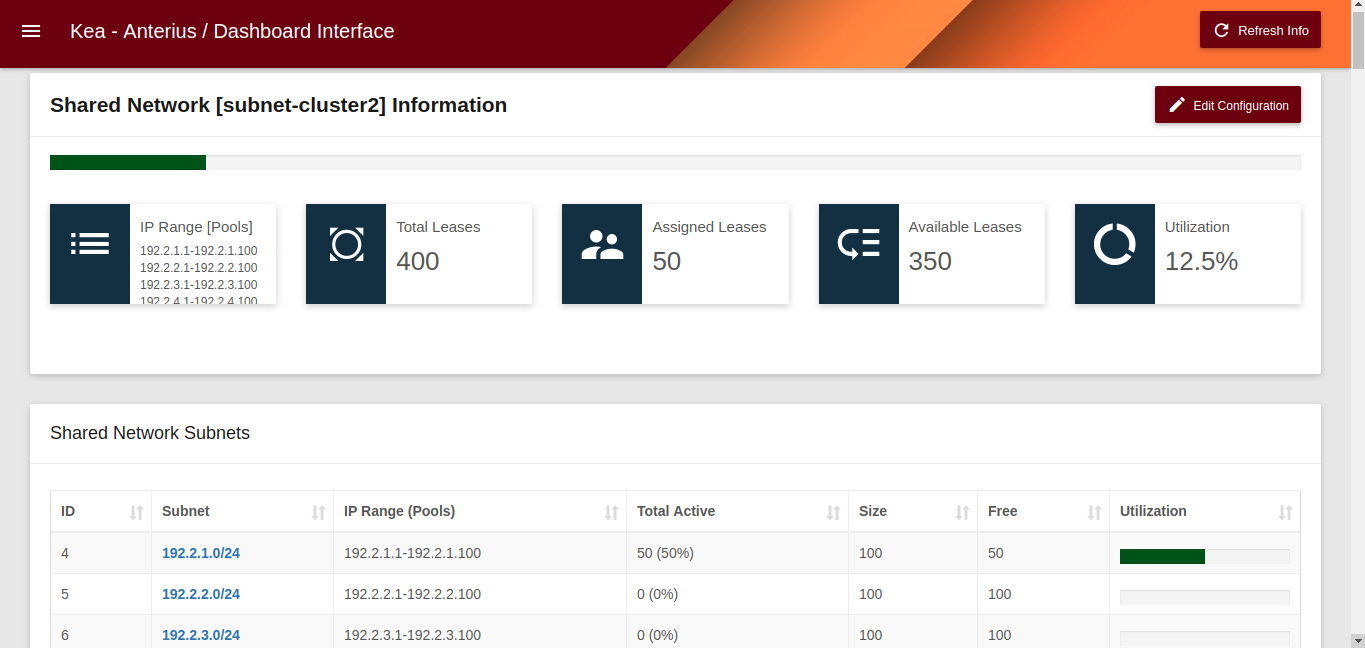 Kea - Anterius / Dashboard Interface
Refresh Info
Shared Network [subnet-cluster2] Information
Edit Configuration
IP Range [Pools]
192.2.1.1-192.2.1.100
192.2.2.1-192.2.2.100
192.2.3.1-192.2.3.100
192.2.4.1-192.2.4.100
Total Leases
400
Assigned Leases
50
Available Leases
350
Utilization
12.5%
Shared Network Subnets
ID Subnet IP Range (Pools) Total Active Size Free Utilization
4 192.2.1.0/24 192.2.1.1-192.2.1.100 50 (50%) 100 50
5 192.2.2.0/24 192.2.2.1-192.2.2.100 0 (0%) 100 100
6 192.2.3.0/24 192.2.3.1-192.2.3.100 0 (0%) 100 100